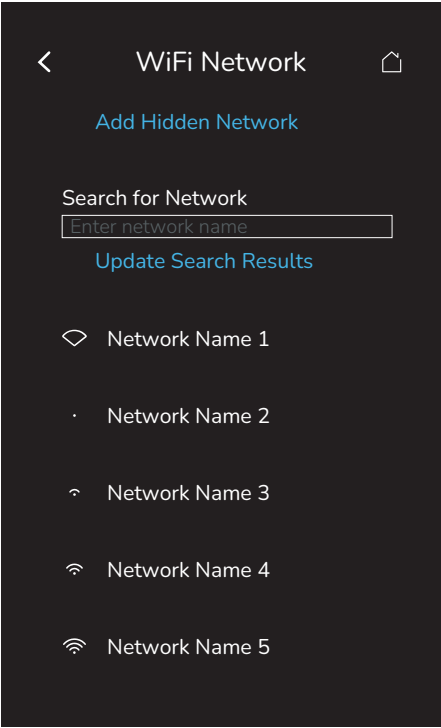 WiFi Network
Add Hidden Network
Search for Network
Enter network name
Update Search Results
Network Name 1
Network Name 2
Network Name 3
Network Name 4
Network Name 5